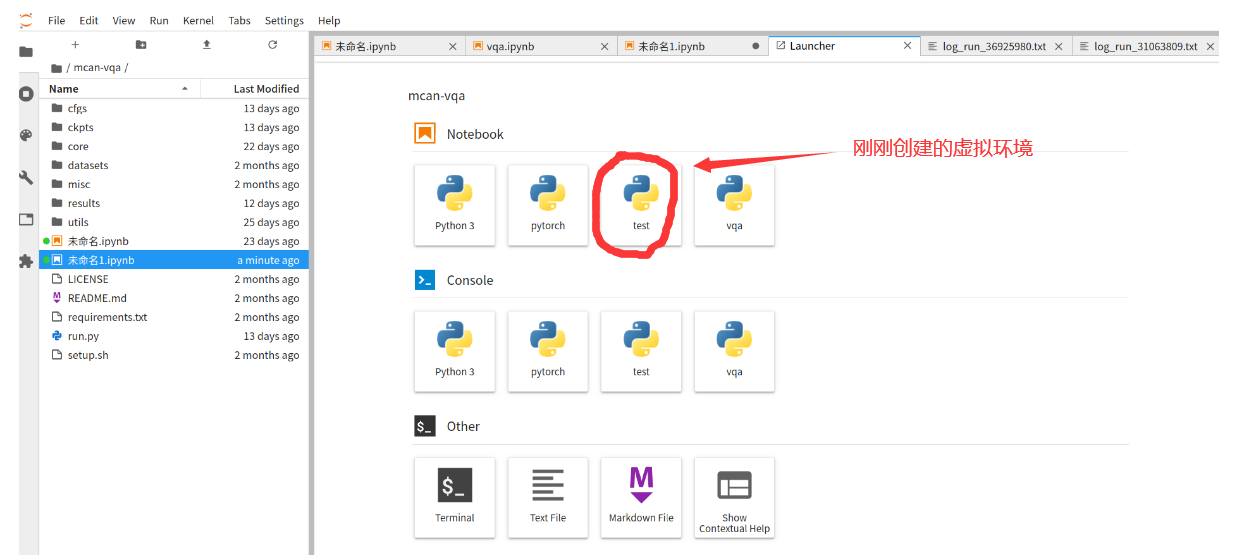 File Edit View Run Kernel Tabs Settings Help
未命名.ipynb vqa.ipynb 未命名1.ipynb Launcher log_run_36925980.txt log_run_31063809.txt
/ mcan-vqa /
Name Last Modified
cfgs 13 days ago
ckpts 13 days ago
core 22 days ago
datasets 2 months ago
misc 2 months ago
results 12 days ago
utils 25 days ago
未命名.ipynb 23 days ago
未命名1.ipynb a minute ago
LICENSE 2 months ago
README.md 2 months ago
requirements.txt 2 months ago
run.py 13 days ago
setup.sh 2 months ago
mcan-vqa
Notebook
刚刚创建的虚拟环境
Python 3 pytorch test vqa
Console
Python 3 pytorch test vqa
$_ Other
$_ M
Terminal Text File Markdown File Show
Contextual Help